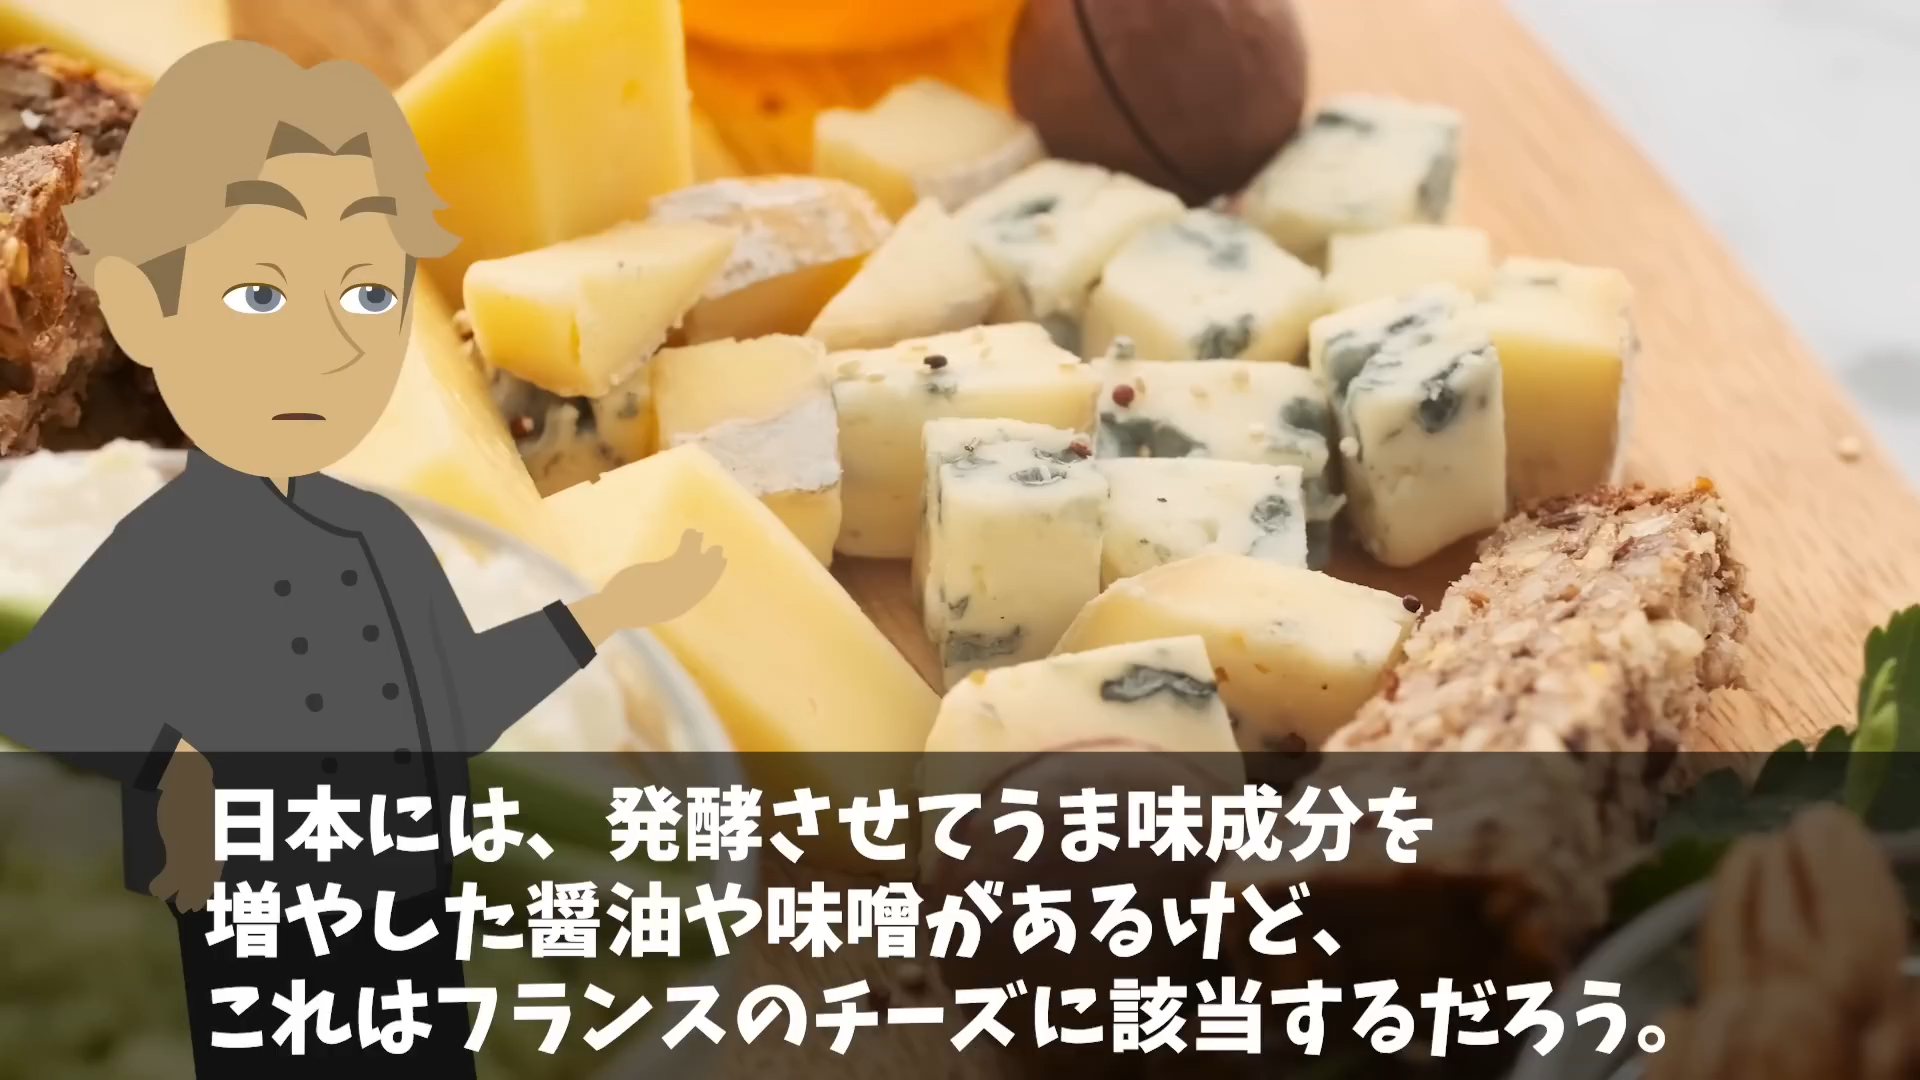 日本には、発酵させてうま味成分を
増やした醤油や味噌があるけど、
これはフランスのチーズに該当するだろう。